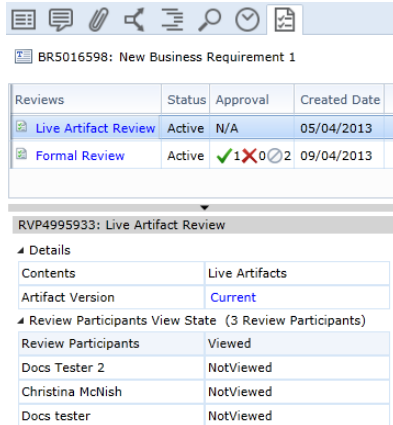 BR5016598: New Business Requirement 1
Reviews Status Approval Created Date
Live Artifact Review Active N/A 05/04/2013
Formal Review Active 1 0 2 09/04/2013
RVP4995933: Live Artifact Review
Details
Contents Live Artifacts
Artifact Version Current
Review Participants View State (3 Review Participants)
Review Participants Viewed
Docs Tester 2 NotViewed
Christina McNish NotViewed
Docs tester NotViewed